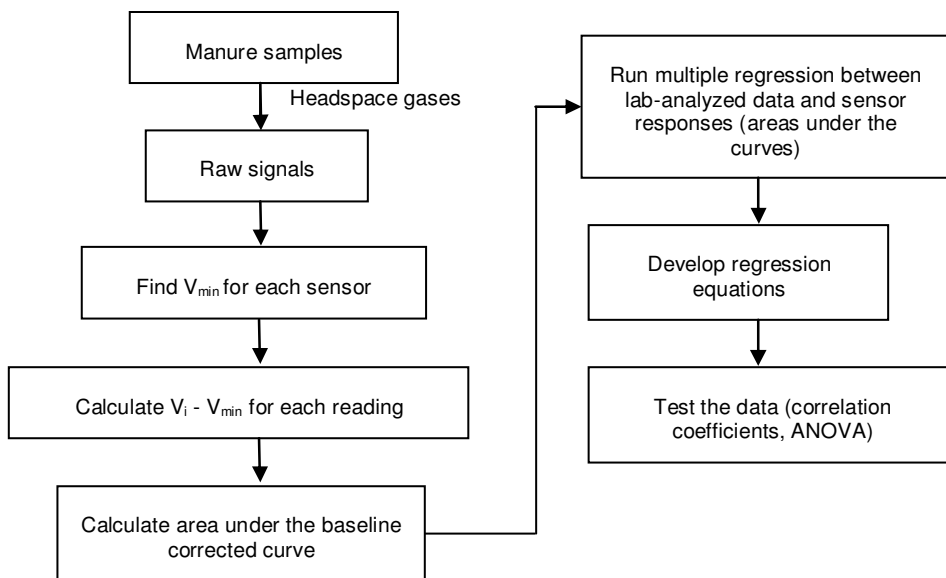 Manure samples
Headspace gases
Raw signals
Find Vmin for each sensor
Calculate Vi - Vmin for each reading
Calculate area under the baseline
corrected curve
Run multiple regression between
lab-analyzed data and sensor
responses (areas under the
curves)
Develop regression
equations
Test the data (correlation
coefficients, ANOVA)